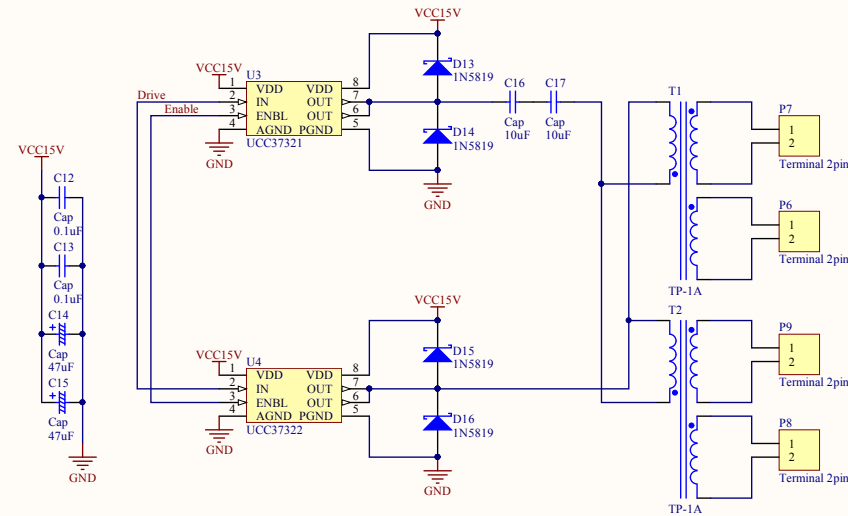 VCC15V
C12
Cap
0.1uF
C13
Cap
0.1uF
C14
+
Cap
47uF
C15
+
Cap
47uF
GND
Drive
Enable
VCC15V
U3
1 VDD VDD 8
2 IN OUT 7
3 ENBL OUT 6
4 AGND PGND 5
UCC37321
GND
VCC15V
D13
1N5819
D14
1N5819
GND
C16
Cap
10uF
C17
Cap
10uF
VCC15V
U4
1 VDD VDD 8
2 IN OUT 7
3 ENBL OUT 6
4 AGND PGND 5
UCC37322
GND
VCC15V
D15
1N5819
D16
1N5819
GND
T1
TP-1A
T2
TP-1A
P7
1
2
Terminal 2pin
P6
1
2
Terminal 2pin
P9
1
2
Terminal 2pin
P8
1
2
Terminal 2pin